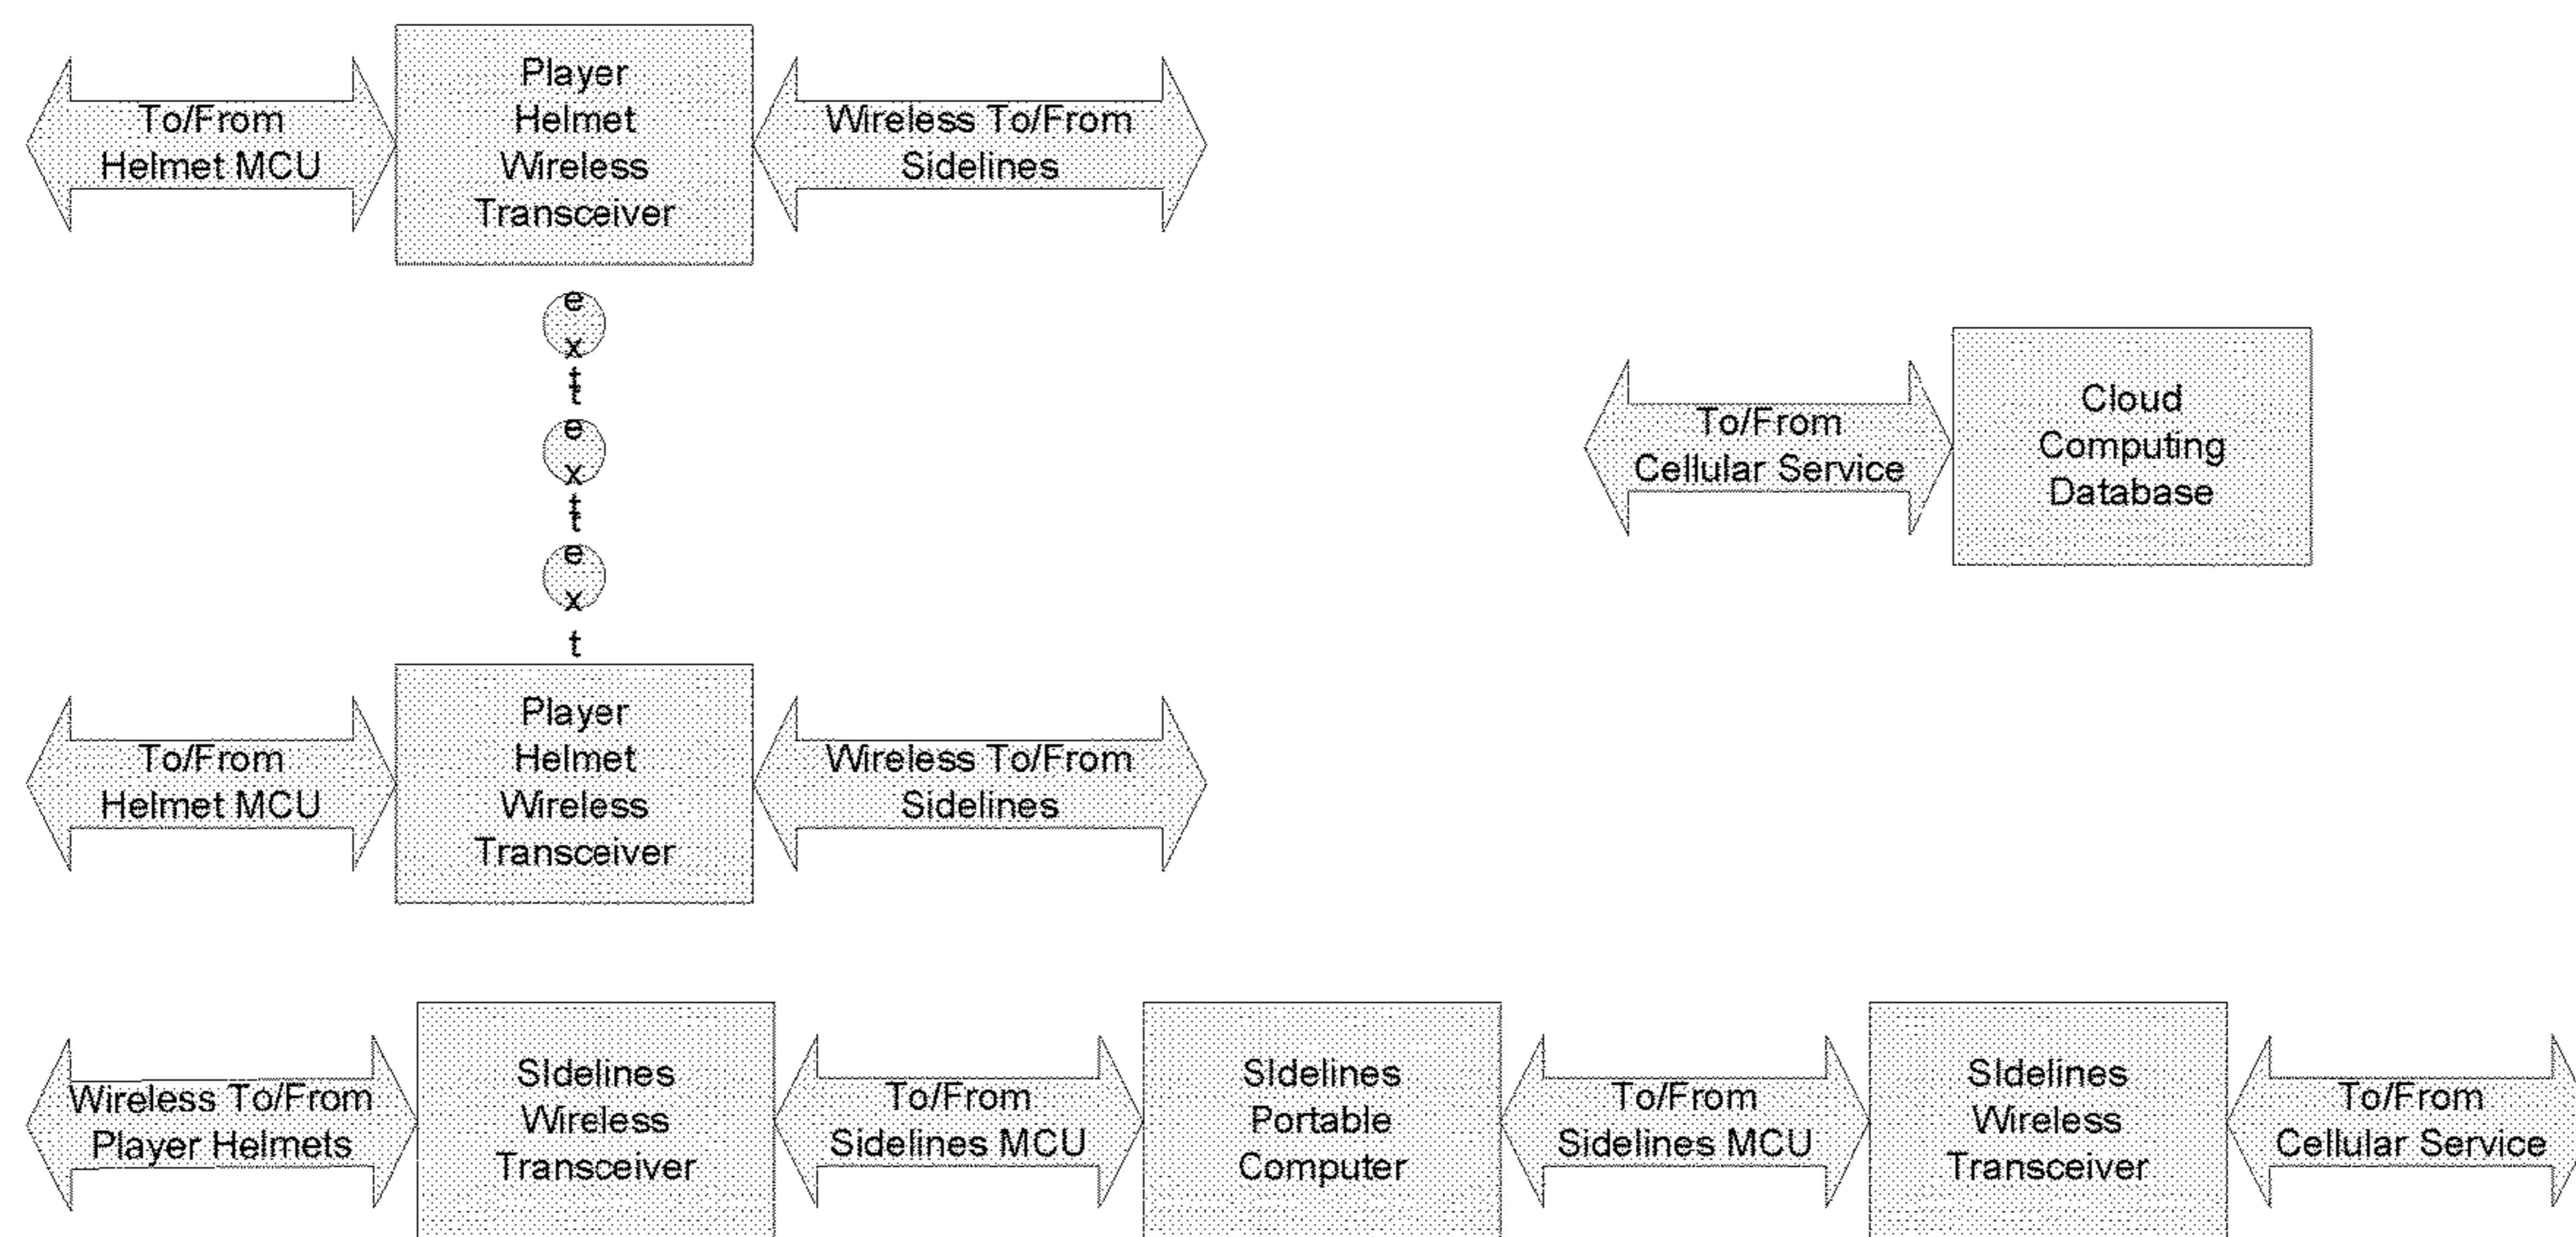 To/From
Helmet MCU
Player
Helmet
Wireless
Transceiver
Wireless To/From
Sidelines
e
x
t
t
e
x
t
t
e
x
t
To/From
Cellular Service
Cloud
Computing
Database
To/From
Helmet MCU
Player
Helmet
Wireless
Transceiver
Wireless To/From
Sidelines
Wireless To/From
Player Helmets
SIdelines
Wireless
Transceiver
To/From
Sidelines MCU
SIdelines
Portable
Computer
To/From
Sidelines MCU
SIdelines
Wireless
Transceiver
To/From
Cellular Service